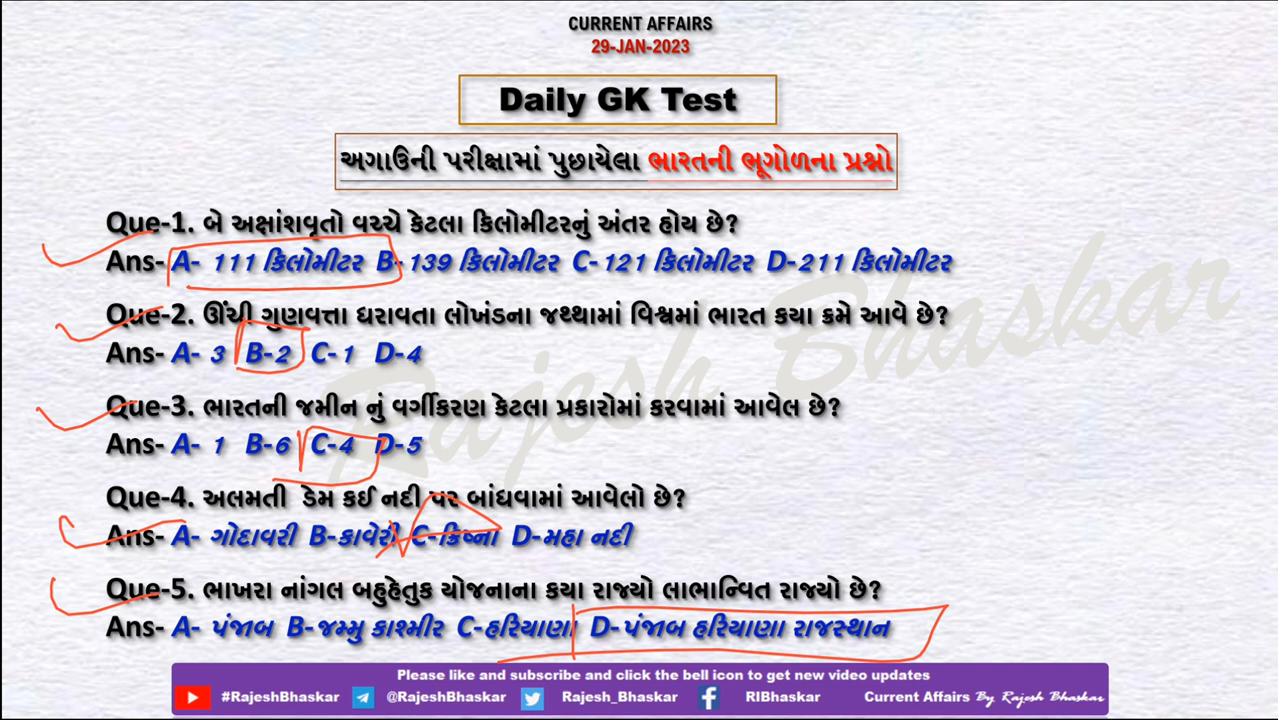 CURRENT AFFAIRS
29-JAN-2023
Daily GK Test
અગાઉની પરીક્ષામાં પુછાયેલા ભારતની ભૂગોળના પ્રશ્નો
Que-1. બે અક્ષાંશવૃતો વચ્ચે કેટલા કિલોમીટરનું અંતર હોય છે?
Ans- A- 111 કિલોમીટર B-139 કિલોમીટર C-121 કિલોમીટર D-211 કિલોમીટર
Que-2. ઊંચી ગુણવત્તા ધરાવતા લોખંડના જથ્થામાં વિશ્વમાં ભારત કયા ક્રમે આવે છે?
Ans- A- 3 B-2 C-1 D-4
Que-3. ભારતની જમીન નું વર્ગીકરણ કેટલા પ્રકારોમાં કરવામાં આવેલ છે?
Ans- A- 1 B-6 C-4 D-5
Que-4. અલમતી ડેમ કઈ નદી પર બાંધવામાં આવેલો છે?
Ans- A- ગોદાવરી B-કાવેરી C-ક્રિષ્ના D-મહા નદી
Que-5. ભાખરા નાંગલ બહુહેતુક યોજનાના કયા રાજ્યો લાભાન્વિત રાજ્યો છે?
Ans- A- પંજાબ B-જમ્મુ કાશ્મીર C-હરિયાણા D-પંજાબ હરિયાણા રાજસ્થાન
Rajesh Bhaskar
Please like and subscribe and click the bell icon to get new video updates
#RajeshBhaskar @RajeshBhaskar Rajesh_Bhaskar RIBhaskar Current Affairs By Rajesh Bhaskar